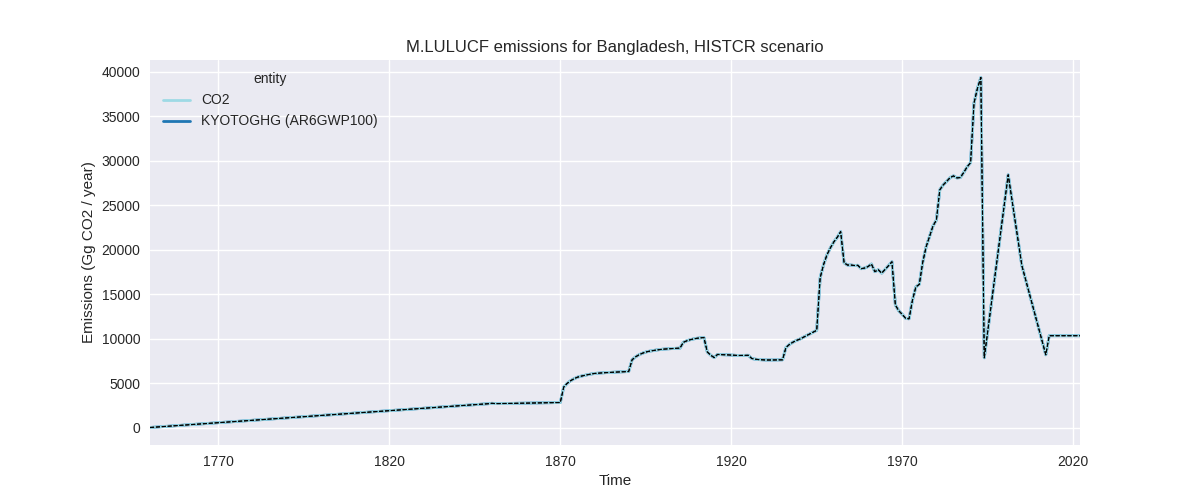 M.LULUCF emissions for Bangladesh, HISTCR scenario
entity
CO2
KYOTOGHG (AR6GWP100)
Emissions (Gg CO2 / year)
40000
35000
30000
25000
20000
15000
10000
5000
0
1770 1820 1870 1920 1970 2020
Time